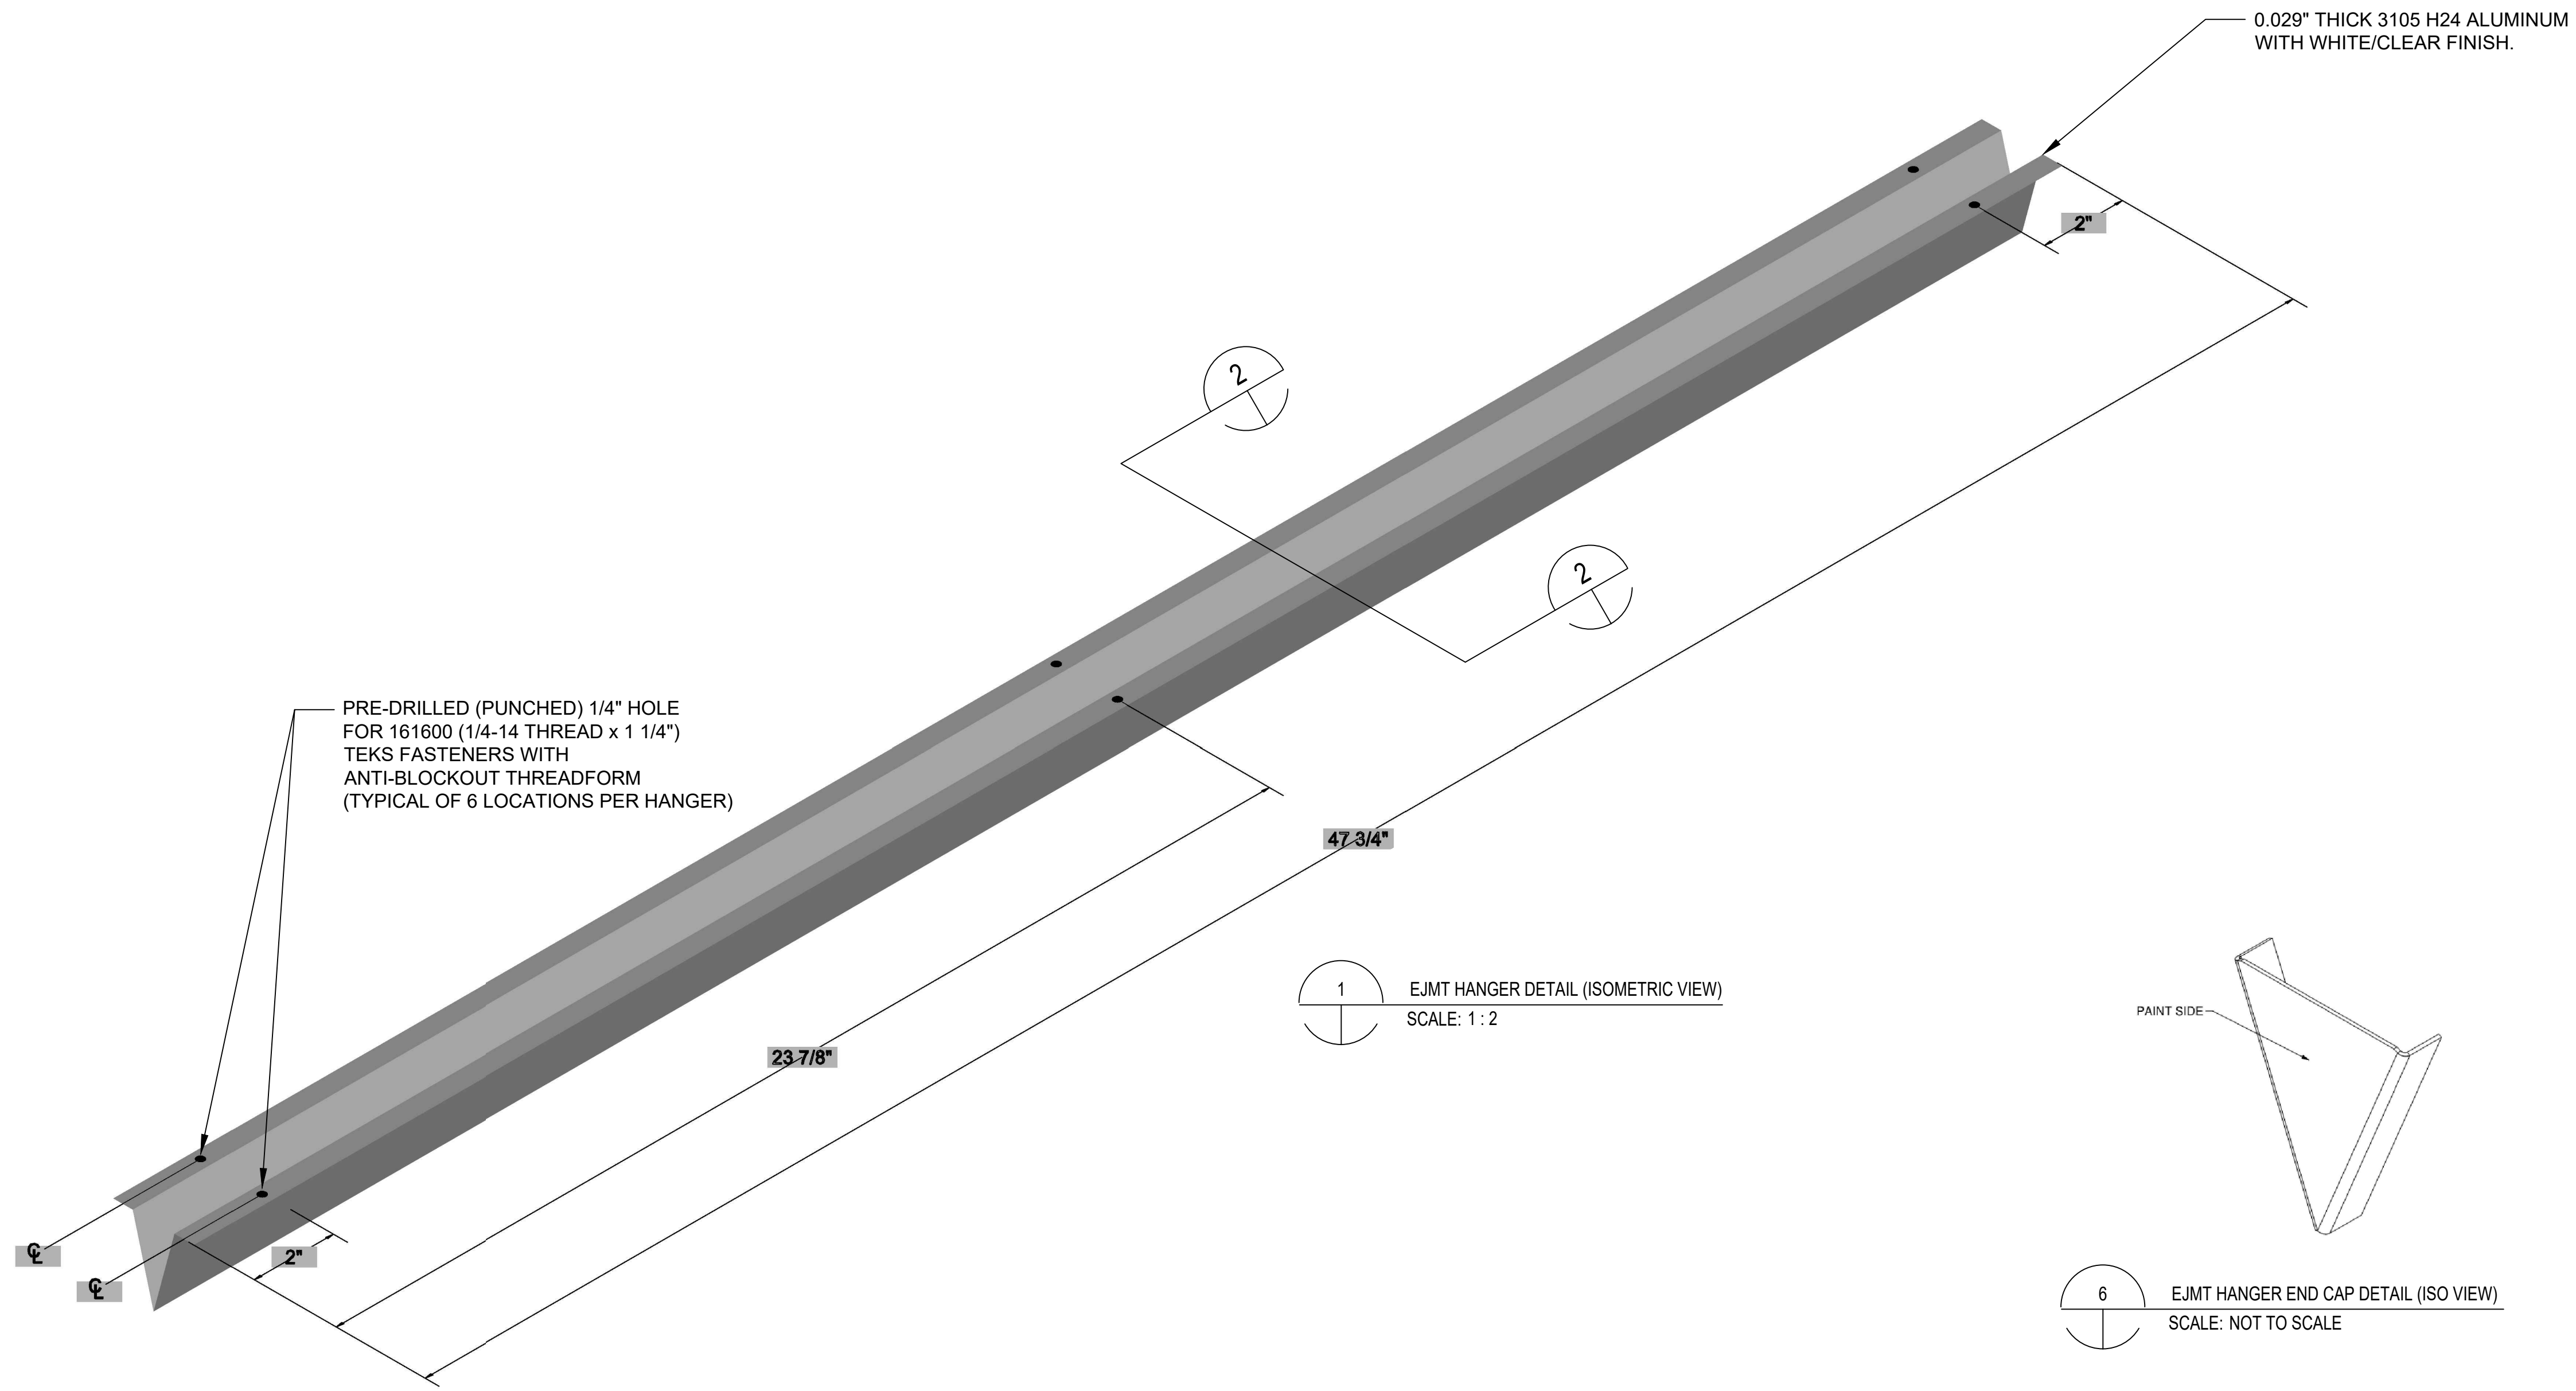 0.029" THICK 3105 H24 ALUMINUM
WITH WHITE/CLEAR FINISH.
2"
2
2
PRE-DRILLED (PUNCHED) 1/4" HOLE
FOR 161600 (1/4-14 THREAD x 1 1/4")
TEKS FASTENERS WITH
ANTI-BLOCKOUT THREADFORM
(TYPICAL OF 6 LOCATIONS PER HANGER)
47 3/4"
23 7/8"
1 EJMT HANGER DETAIL (ISOMETRIC VIEW)
SCALE: 1 : 2
PAINT SIDE
℄
2"
℄
6 EJMT HANGER END CAP DETAIL (ISO VIEW)
SCALE: NOT TO SCALE